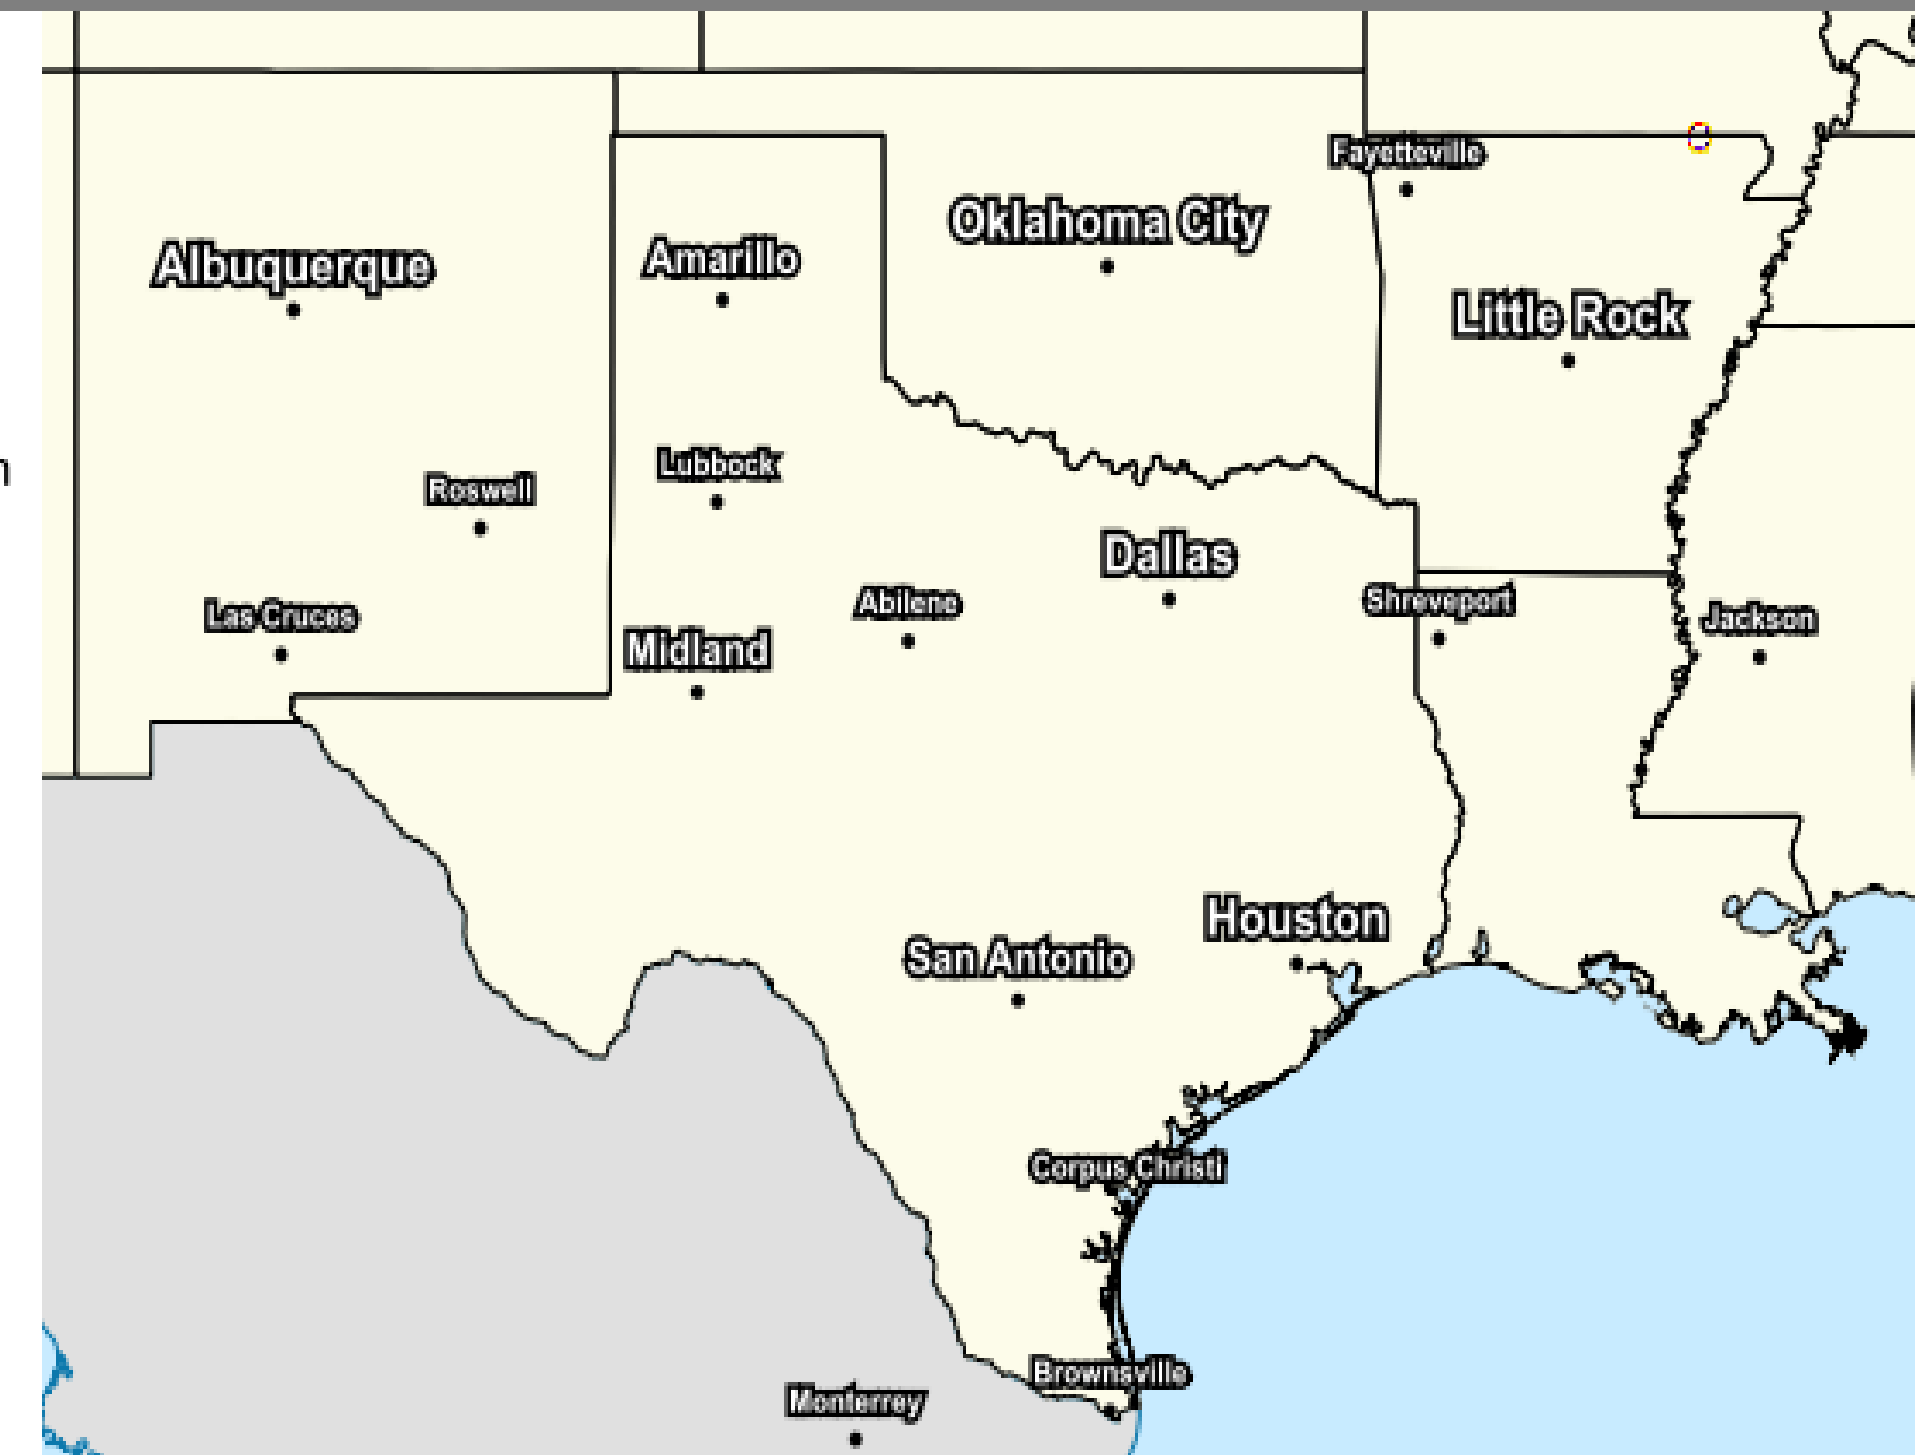 Fayetteville
Oklahoma City
Albuquerque
Amarillo
Little Rock
Lubbock
Roswell
Dallas
Abilene
Shreveport
Las Cruces
Jackson
Midland
Houston
San Antonio
Corpus Christi
Brownsville
Monterrey